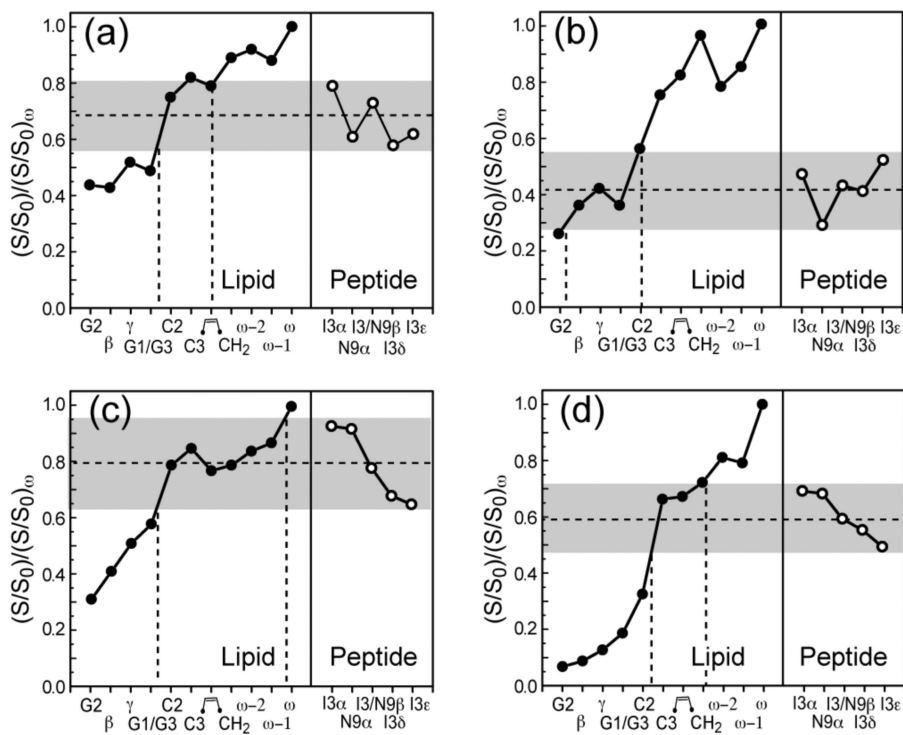 (a)
(S/S₀)/(S/S₀)ω
1.0
0.8
0.6
0.4
0.2
0.0
Lipid
Peptide
G2 γ C2 ω-2 ω I3α I3/N9β I3ε
β G1/G3 C3 CH₂ ω-1 N9α I3δ
(b)
(S/S₀)/(S/S₀)ω
1.0
0.8
0.6
0.4
0.2
0.0
Lipid
Peptide
G2 γ C2 ω-2 ω I3α I3/N9β I3ε
β G1/G3 C3 CH₂ ω-1 N9α I3δ
(c)
(S/S₀)/(S/S₀)ω
1.0
0.8
0.6
0.4
0.2
0.0
Lipid
Peptide
G2 γ C2 ω-2 ω I3α I3/N9β I3ε
β G1/G3 C3 CH₂ ω-1 N9α I3δ
(d)
(S/S₀)/(S/S₀)ω
1.0
0.8
0.6
0.4
0.2
0.0
Lipid
Peptide
G2 γ C2 ω-2 ω I3α I3/N9β I3ε
β G1/G3 C3 CH₂ ω-1 N9α I3δ